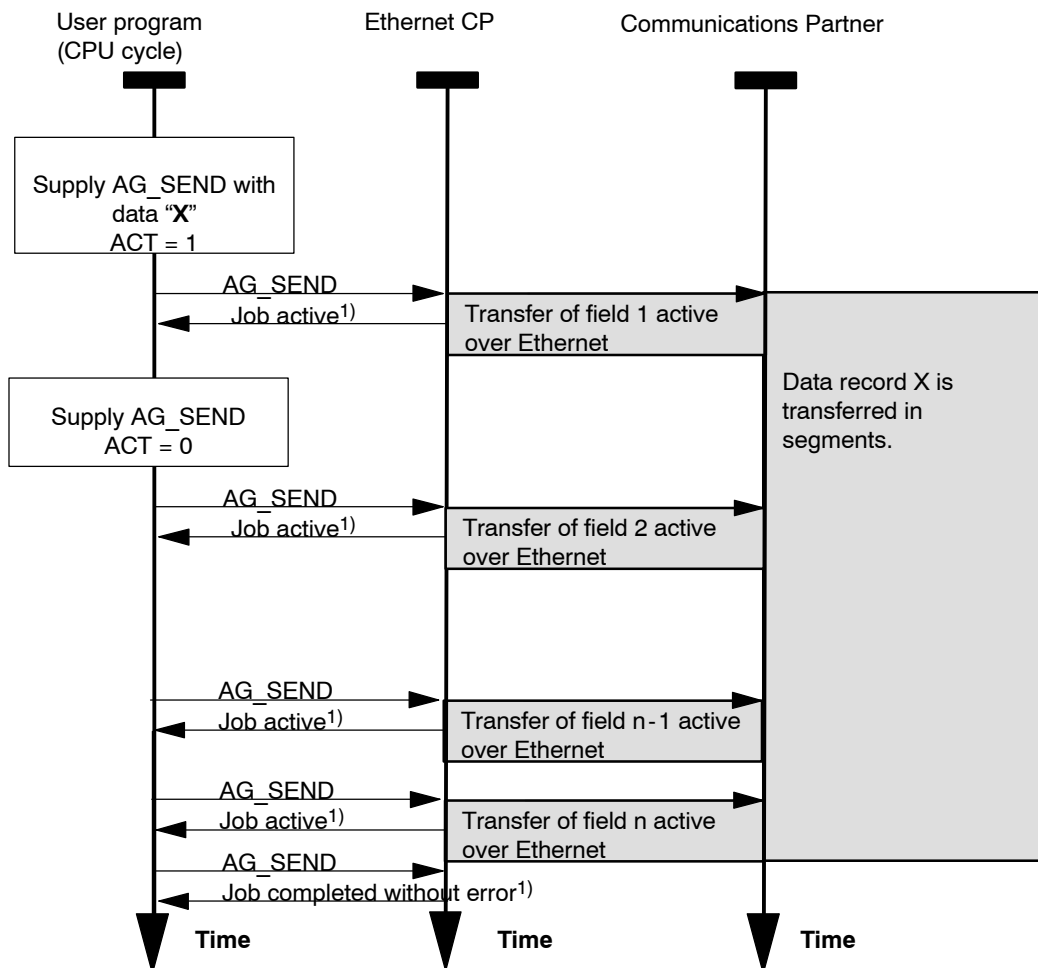 User program
(CPU cycle)
Ethernet CP
Communications Partner
Supply AG_SEND with
data “X”
ACT = 1
AG_SEND
Job active1)
Transfer of field 1 active
over Ethernet
Data record X is
transferred in
segments.
Supply AG_SEND
ACT = 0
AG_SEND
Job active1)
Transfer of field 2 active
over Ethernet
AG_SEND
Job active1)
Transfer of field n-1 active
over Ethernet
AG_SEND
Job active1)
Transfer of field n active
over Ethernet
AG_SEND
Job completed without error1)
Time
Time
Time